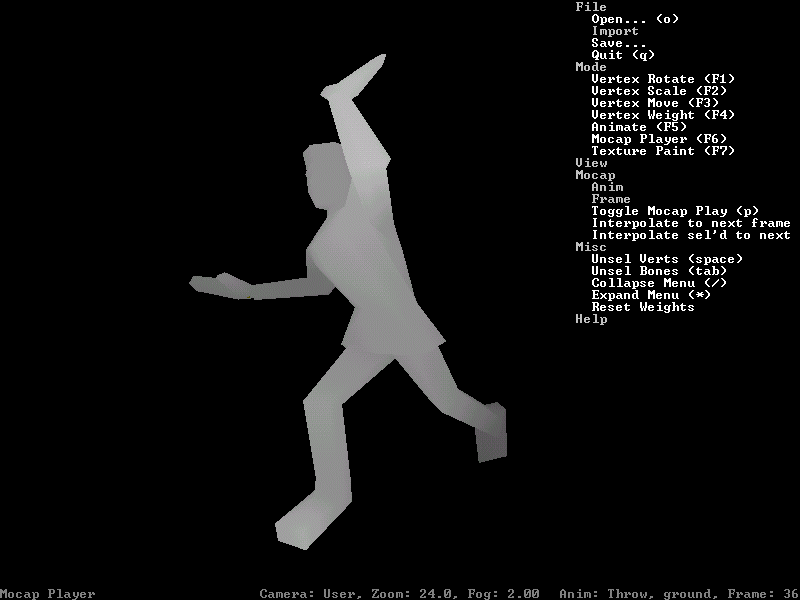 File
Open... (o)
Import
Save...
Quit (q)
Mode
Vertex Rotate (F1)
Vertex Scale (F2)
Vertex Move (F3)
Vertex Weight (F4)
Animate (F5)
Mocap Player (F6)
Texture Paint (F7)
View
Mocap
Anim
Frame
Toggle Mocap Play (p)
Interpolate to next frame
Interpolate sel'd to next
Misc
Unsel Verts (space)
Unsel Bones (tab)
Collapse Menu (/)
Expand Menu (*)
Reset Weights
Help
Mocap Player Camera: User, Zoom: 24.0, Fog: 2.00 Anim: Throw, ground, Frame: 36